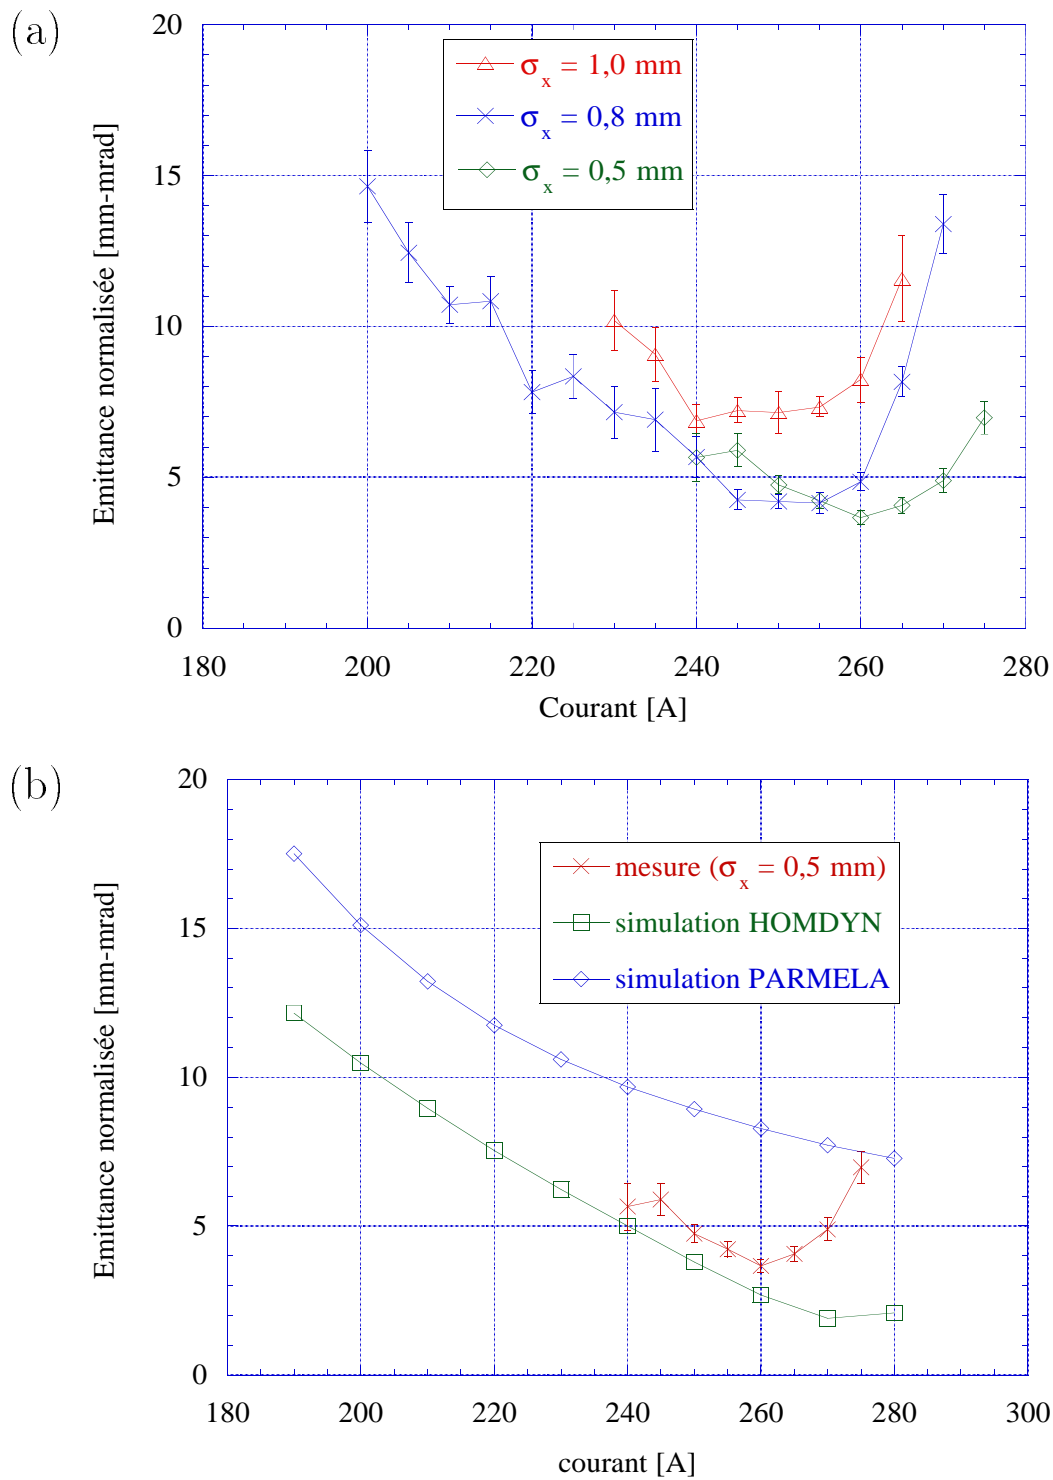 (a)
20
15
10
5
0
Emittance normalisée [mm-mrad]
σx = 1,0 mm
σx = 0,8 mm
σx = 0,5 mm
180 200 220 240 260 280
Courant [A]
(b)
20
15
10
5
0
Emittance normalisée [mm-mrad]
mesure (σx = 0,5 mm)
simulation HOMDYN
simulation PARMELA
180 200 220 240 260 280 300
courant [A]